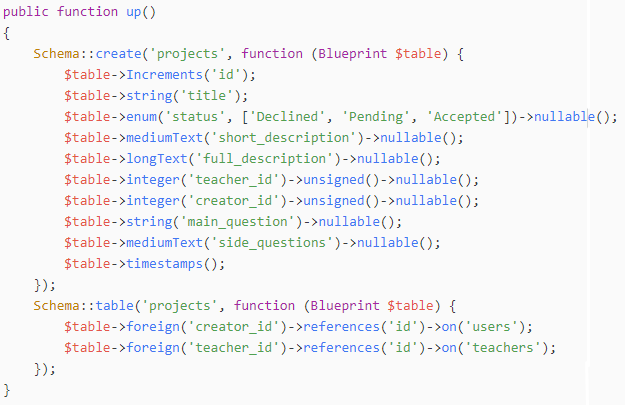 public function up()
{
    Schema::create('projects', function (Blueprint $table) {
        $table->Increments('id');
        $table->string('title');
        $table->enum('status', ['Declined', 'Pending', 'Accepted'])->nullable();
        $table->mediumText('short_description')->nullable();
        $table->longText('full_description')->nullable();
        $table->integer('teacher_id')->unsigned()->nullable();
        $table->integer('creator_id')->unsigned()->nullable();
        $table->string('main_question')->nullable();
        $table->mediumText('side_questions')->nullable();
        $table->timestamps();
    });
    Schema::table('projects', function (Blueprint $table) {
        $table->foreign('creator_id')->references('id')->on('users');
        $table->foreign('teacher_id')->references('id')->on('teachers');
    });
}